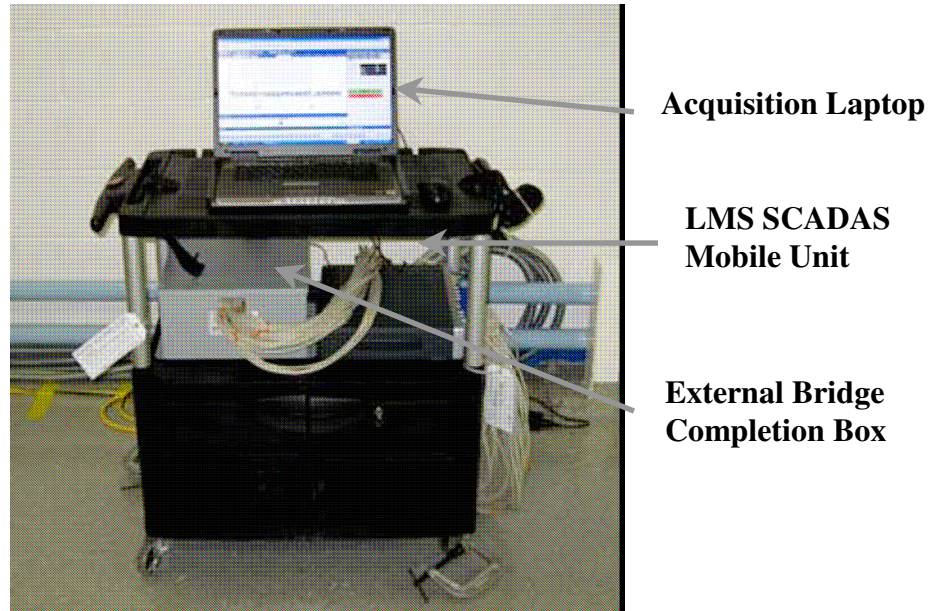 Acquisition Laptop
LMS SCADAS
Mobile Unit
External Bridge
Completion Box